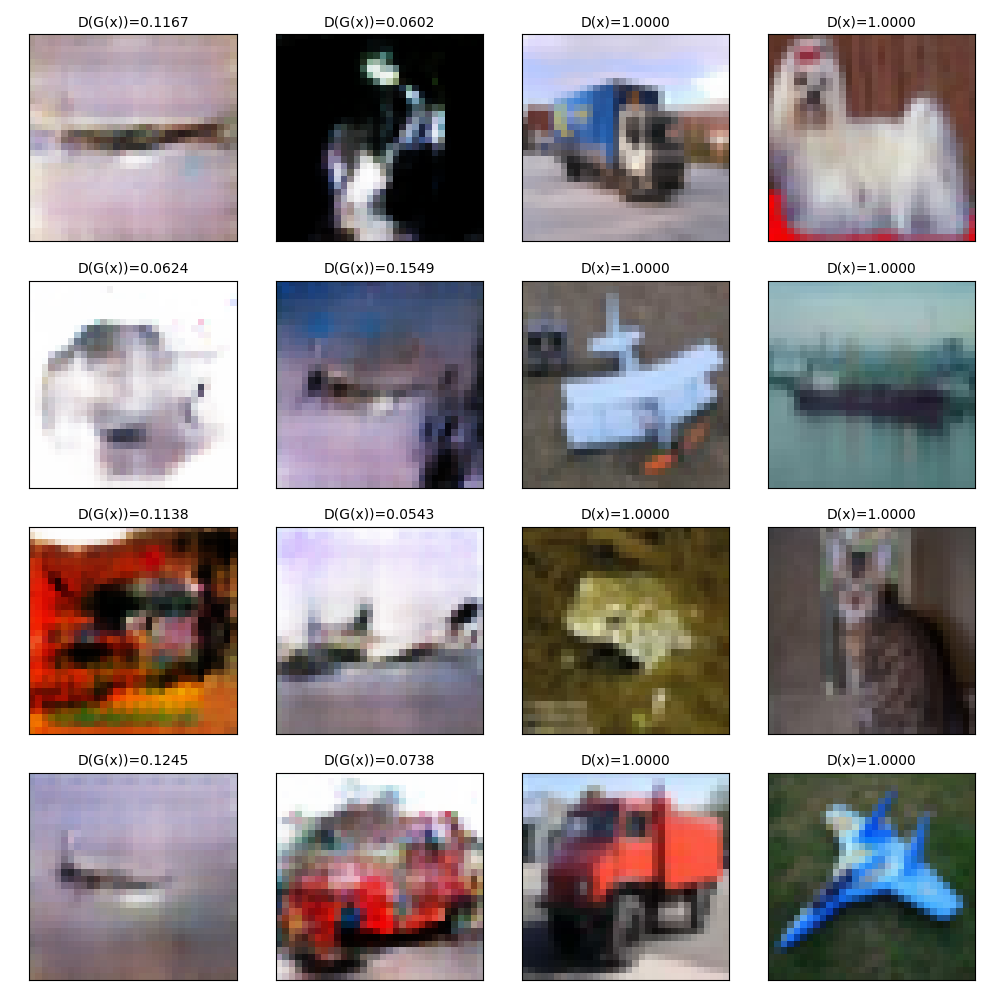 D(G(x))=0.1167 D(G(x))=0.0602 D(x)=1.0000 D(x)=1.0000
D(G(x))=0.0624 D(G(x))=0.1549 D(x)=1.0000 D(x)=1.0000
D(G(x))=0.1138 D(G(x))=0.0543 D(x)=1.0000 D(x)=1.0000
D(G(x))=0.1245 D(G(x))=0.0738 D(x)=1.0000 D(x)=1.0000